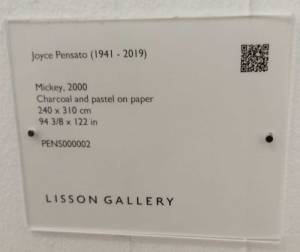 Joyce Pensato (1941 - 2019)
Mickey, 2000
Charcoal and pastel on paper
240 x 310 cm
94 3/8 x 122 in
PENS000002
LISSON GALLERY